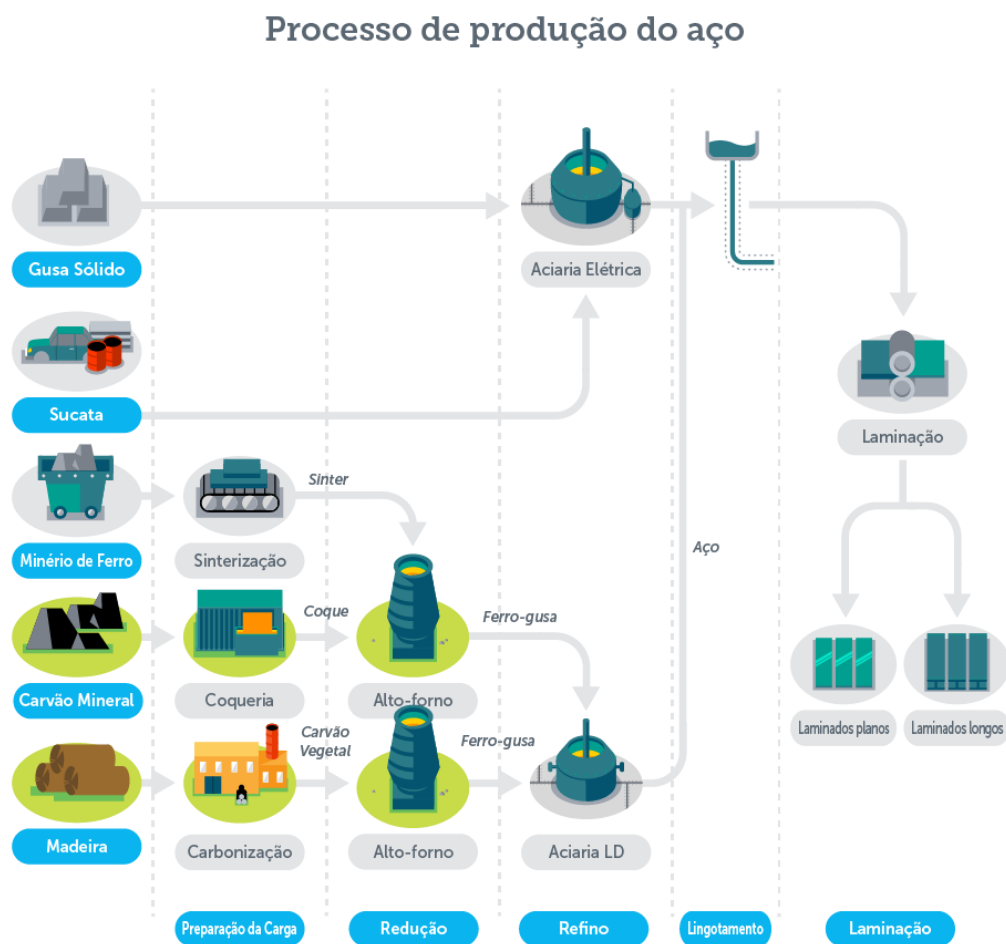 Processo de produção do aço
Gusa Sólido
Aciaria Elétrica
Sucata
Laminação
Minério de Ferro
Sinterização
Sinter
Aço
Carvão Mineral
Coqueria
Coque
Alto-forno
Ferro-gusa
Laminados planos
Laminados longos
Madeira
Carbonização
Carvão
Vegetal
Alto-forno
Ferro-gusa
Aciaria LD
Preparação da Carga
Redução
Refino
Lingotamento
Laminação